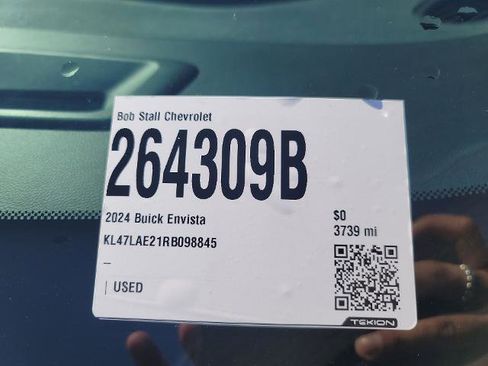 Bob Stall Chevrolet
264309B
2024 Buick Envista
$0
KL47LAE21RB098845
3739 mi
–
| USED
TEKION